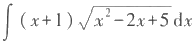 ∫ (x+1) √(x²−2x+5) dx